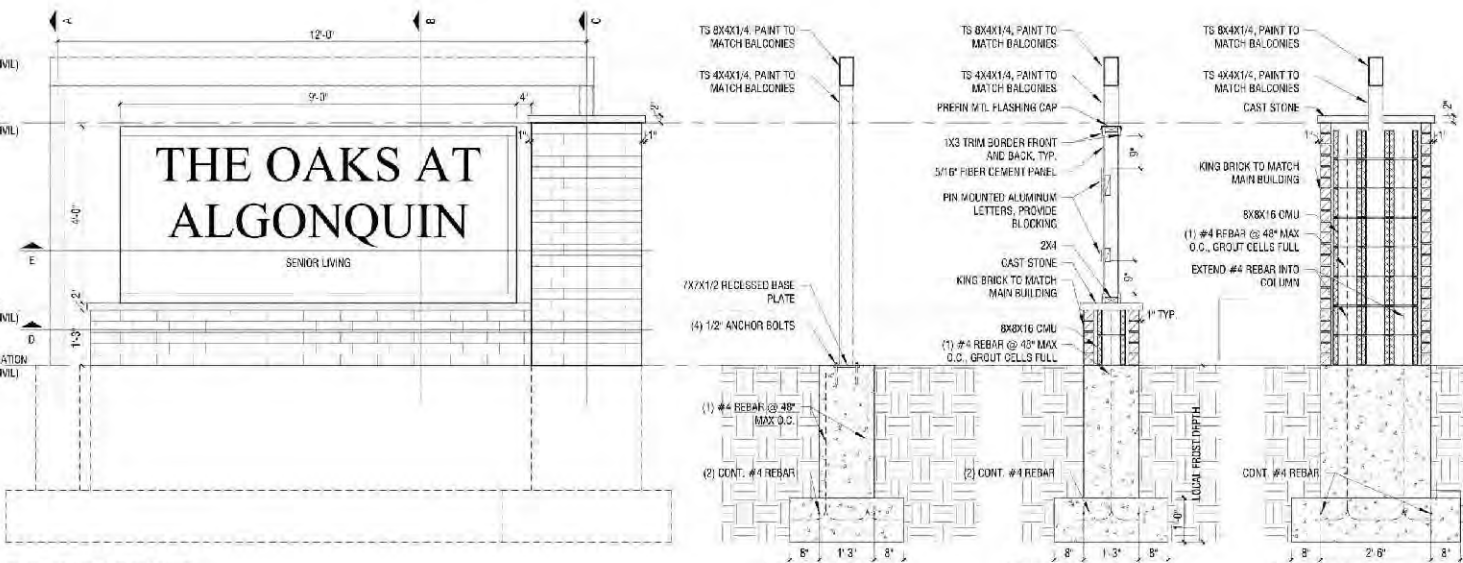 A
B
C
12'-0"
9'-0"
4"
2"
1"
1"
THE OAKS AT
ALGONQUIN
SENIOR LIVING
4'-0"
2"
1'-3"
E
D
TS 8X4X1/4, PAINT TO
MATCH BALCONIES
TS 4X4X1/4, PAINT TO
MATCH BALCONIES
7X7X1/2 RECESSED BASE
PLATE
(4) 1/2" ANCHOR BOLTS
(1) #4 REBAR @ 48"
MAX O.C.
(2) CONT. #4 REBAR
8"
1'-3"
8"
TS 8X4X1/4, PAINT TO
MATCH BALCONIES
TS 4X4X1/4, PAINT TO
MATCH BALCONIES
PREFIN MTL FLASHING CAP
1X3 TRIM BORDER FRONT
AND BACK, TYP.
5/16" FIBER CEMENT PANEL
PIN MOUNTED ALUMINUM
LETTERS, PROVIDE
BLOCKING
2X4
CAST STONE
KING BRICK TO MATCH
MAIN BUILDING
8X8X16 CMU
(1) #4 REBAR @ 48" MAX
O.C., GROUT CELLS FULL
9"
9"
1" TYP.
(2) CONT. #4 REBAR
LOCAL FROST DEPTH
1'-0"
8"
1'-3"
8"
TS 8X4X1/4, PAINT TO
MATCH BALCONIES
TS 4X4X1/4, PAINT TO
MATCH BALCONIES
CAST STONE
2"
1"
1"
KING BRICK TO MATCH
MAIN BUILDING
8X8X16 CMU
(1) #4 REBAR @ 48" MAX
O.C., GROUT CELLS FULL
EXTEND #4 REBAR INTO
COLUMN
CONT. #4 REBAR
8"
2'-6"
8"